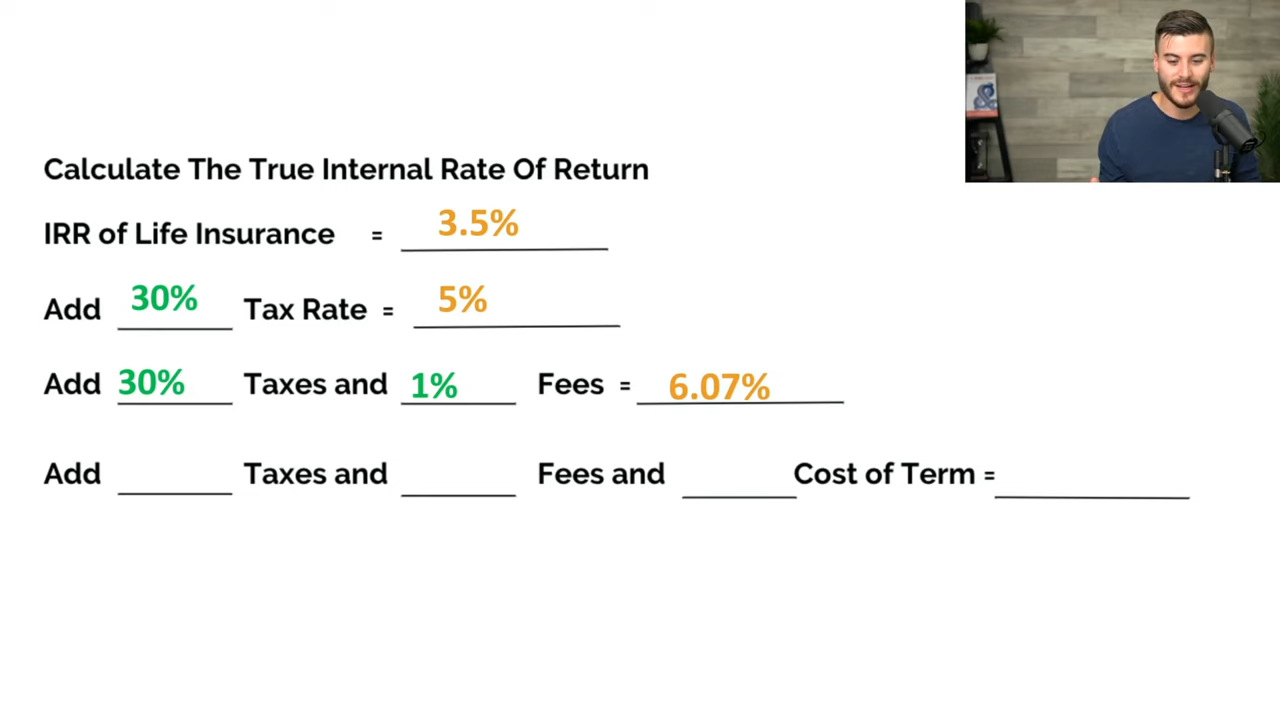 Calculate The True Internal Rate Of Return
IRR of Life Insurance = 3.5%
Add 30% Tax Rate = 5%
Add 30% Taxes and 1% Fees = 6.07%
Add Taxes and Fees and Cost of Term =
&